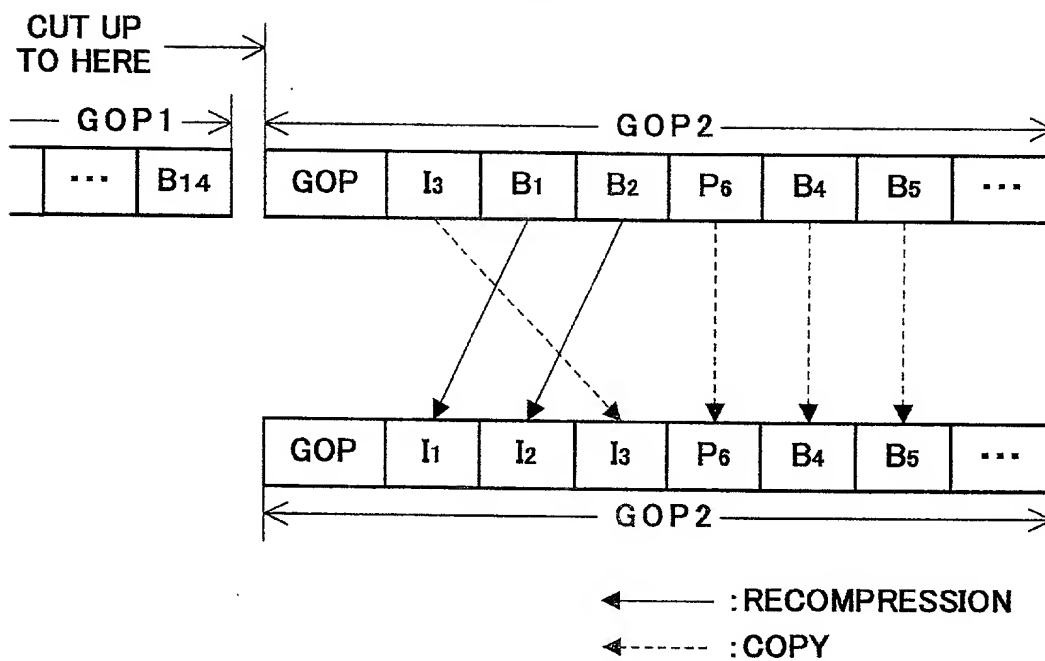 CUT UP
TO HERE
GOP1
GOP2
... B14
GOP I3 B1 B2 P6 B4 B5 ...
GOP I1 I2 I3 P6 B4 B5 ...
GOP2
:RECOMPRESSION
:COPY